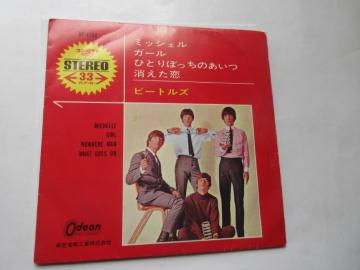 STEREO
33
ミッシェル
ガール
ひとりぼっちのあいつ
消えた恋
ビートルズ
MICHELLE
GIRL
NOWHERE MAN
WHAT GOES ON
Odeon
東芝音楽工業株式会社